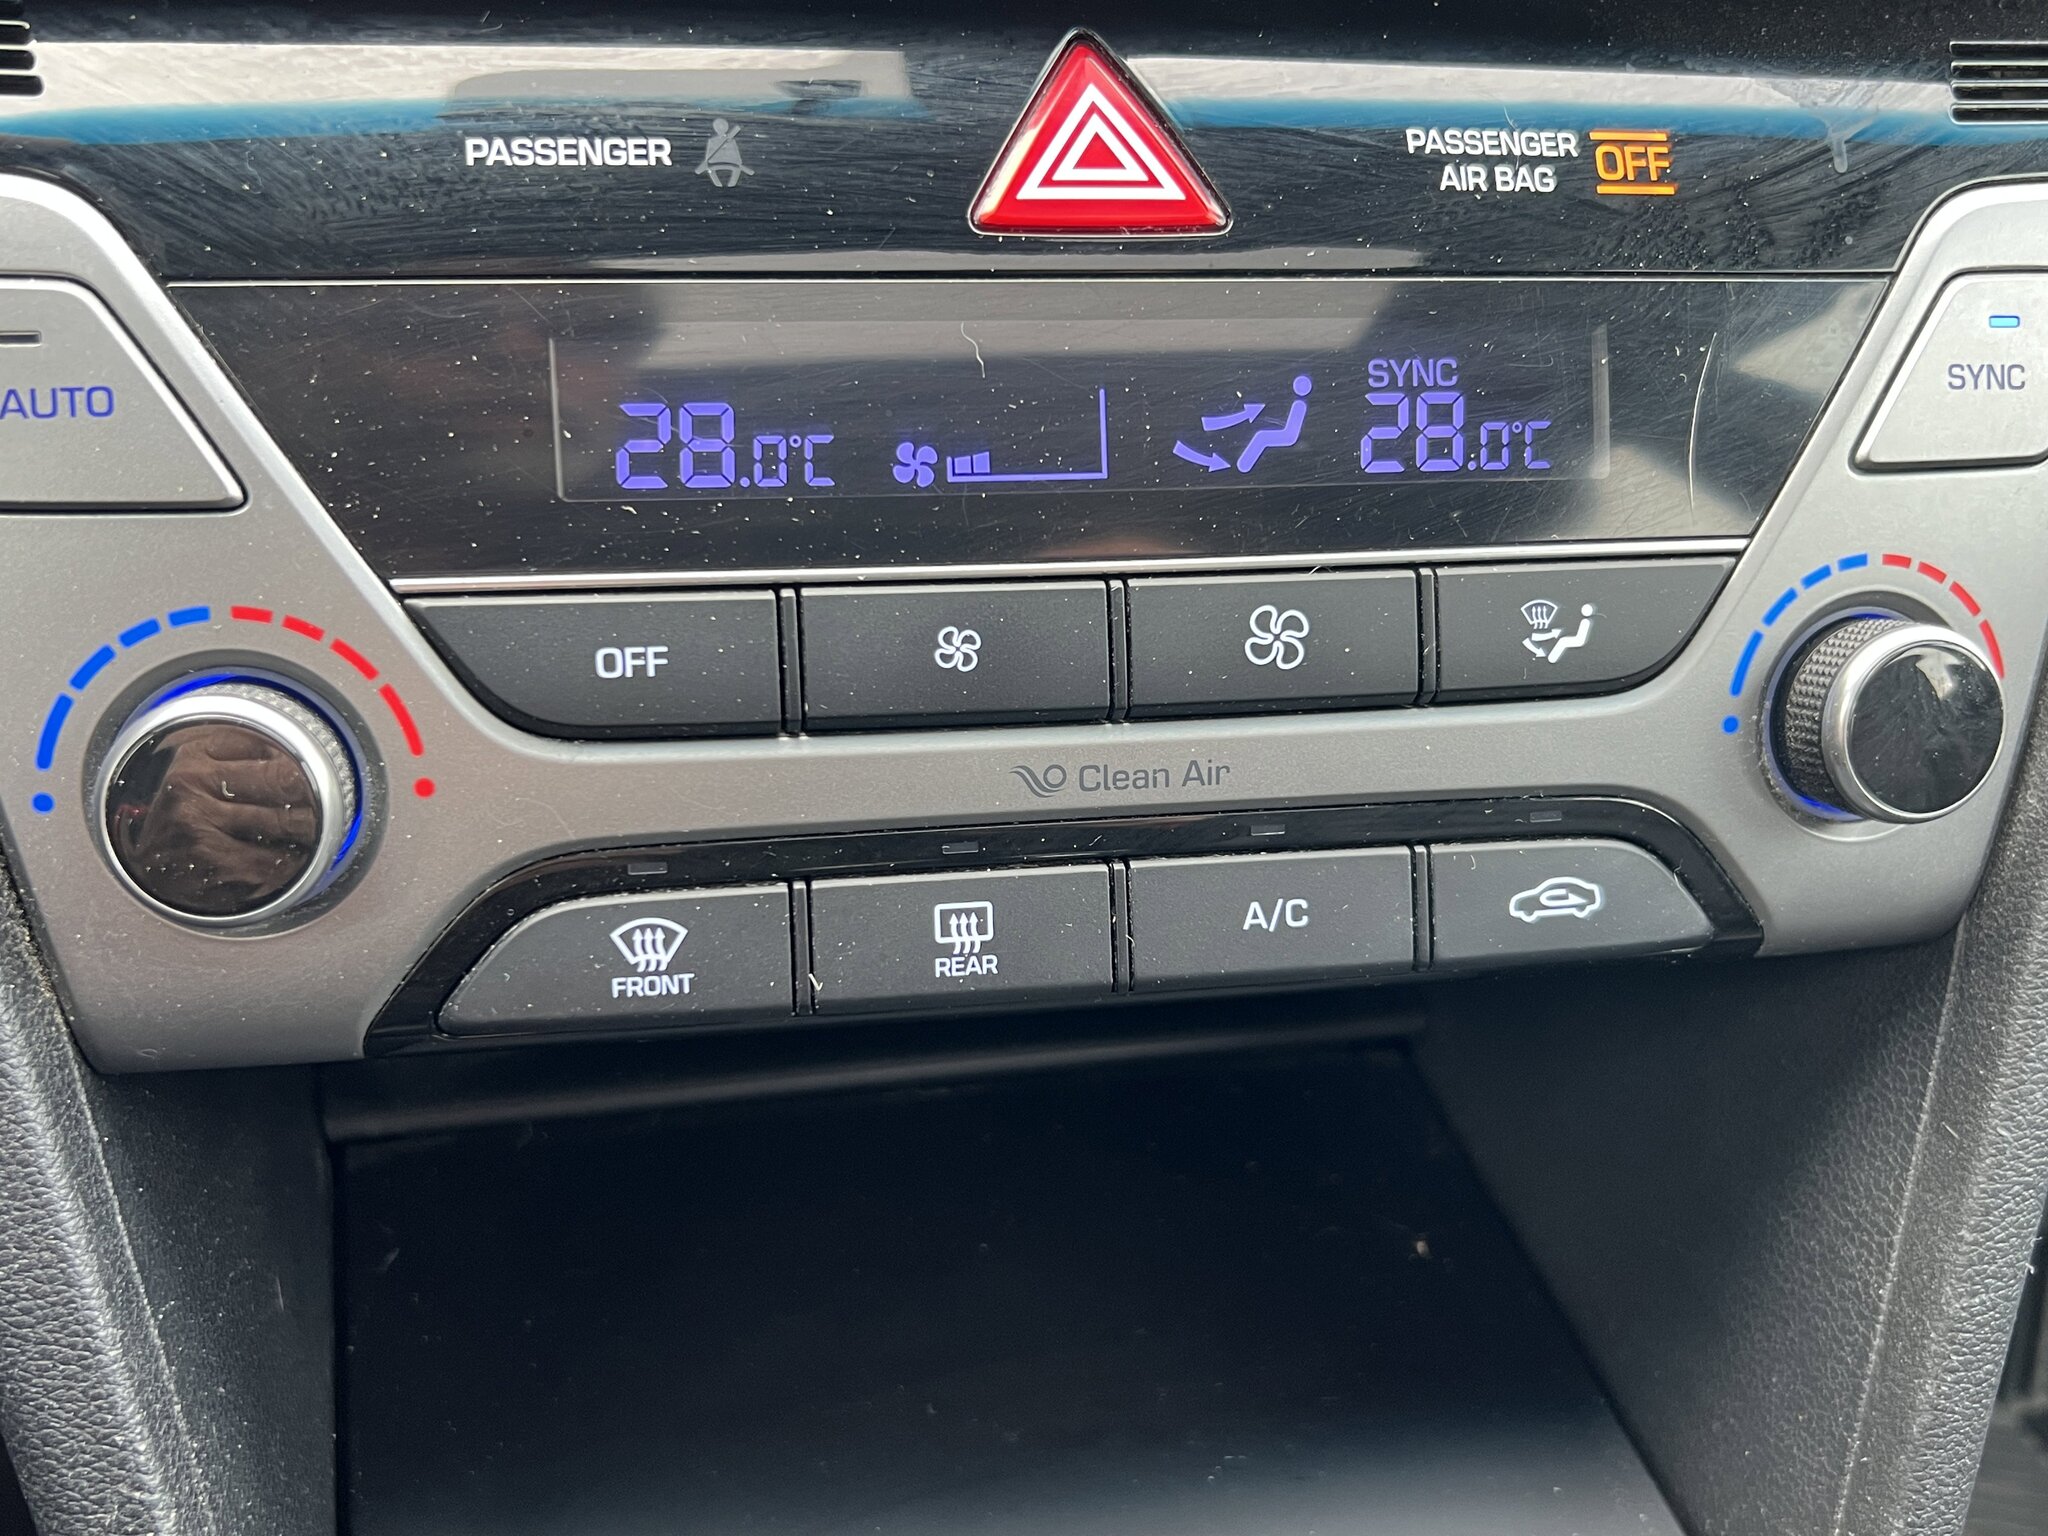 PASSENGER
PASSENGER
AIR BAG
OFF
AUTO
28.0°C
SYNC
28.0°C
SYNC
OFF
Clean Air
FRONT
REAR
A/C